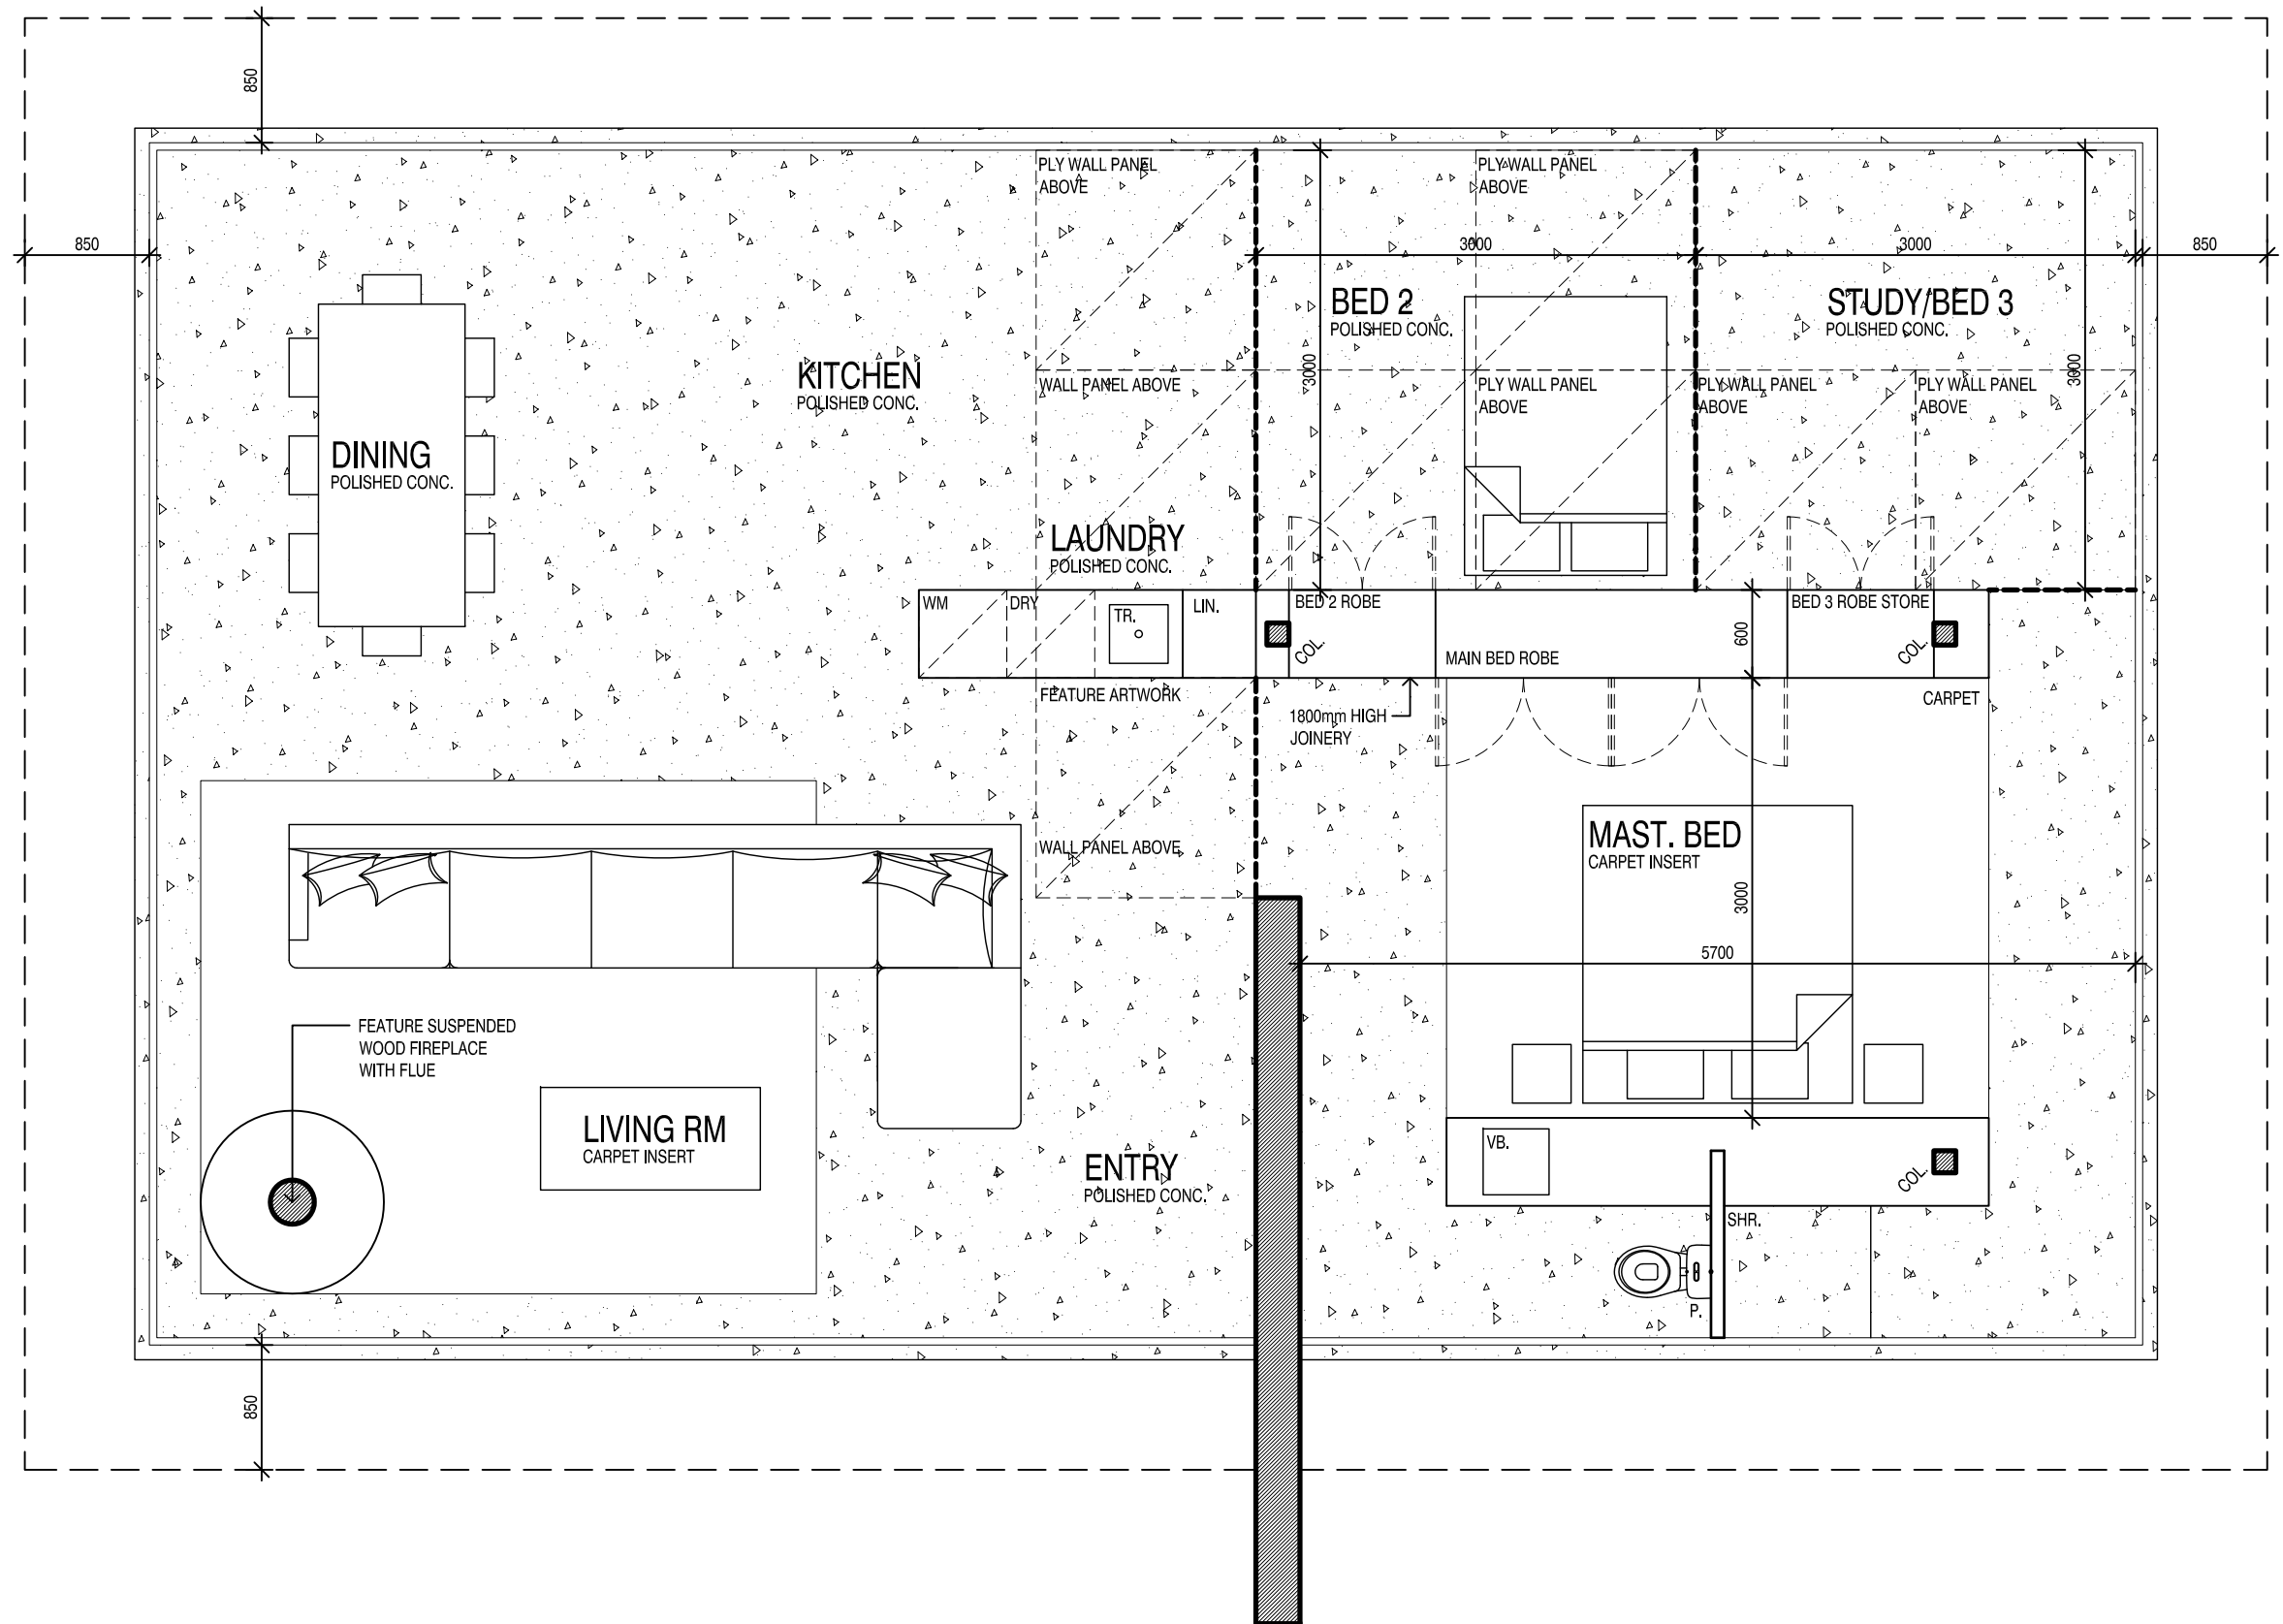 850
PLY WALL PANEL
ABOVE
PLY WALL PANEL
ABOVE
850
3000
3000
850
BED 2
POLISHED CONC.
STUDY/BED 3
POLISHED CONC.
3000
3000
KITCHEN
POLISHED CONC.
WALL PANEL ABOVE
PLY WALL PANEL
ABOVE
PLY WALL PANEL
ABOVE
PLY WALL PANEL
ABOVE
DINING
POLISHED CONC.
LAUNDRY
POLISHED CONC.
WM
DRY
TR.
LIN.
COL.
BED 2 ROBE
MAIN BED ROBE
600
BED 3 ROBE STORE
COL.
FEATURE ARTWORK
1800mm HIGH
JOINERY
CARPET
WALL PANEL ABOVE
MAST. BED
CARPET INSERT
3000
5700
FEATURE SUSPENDED
WOOD FIREPLACE
WITH FLUE
LIVING RM
CARPET INSERT
ENTRY
POLISHED CONC.
VB.
COL.
SHR.
P.
850